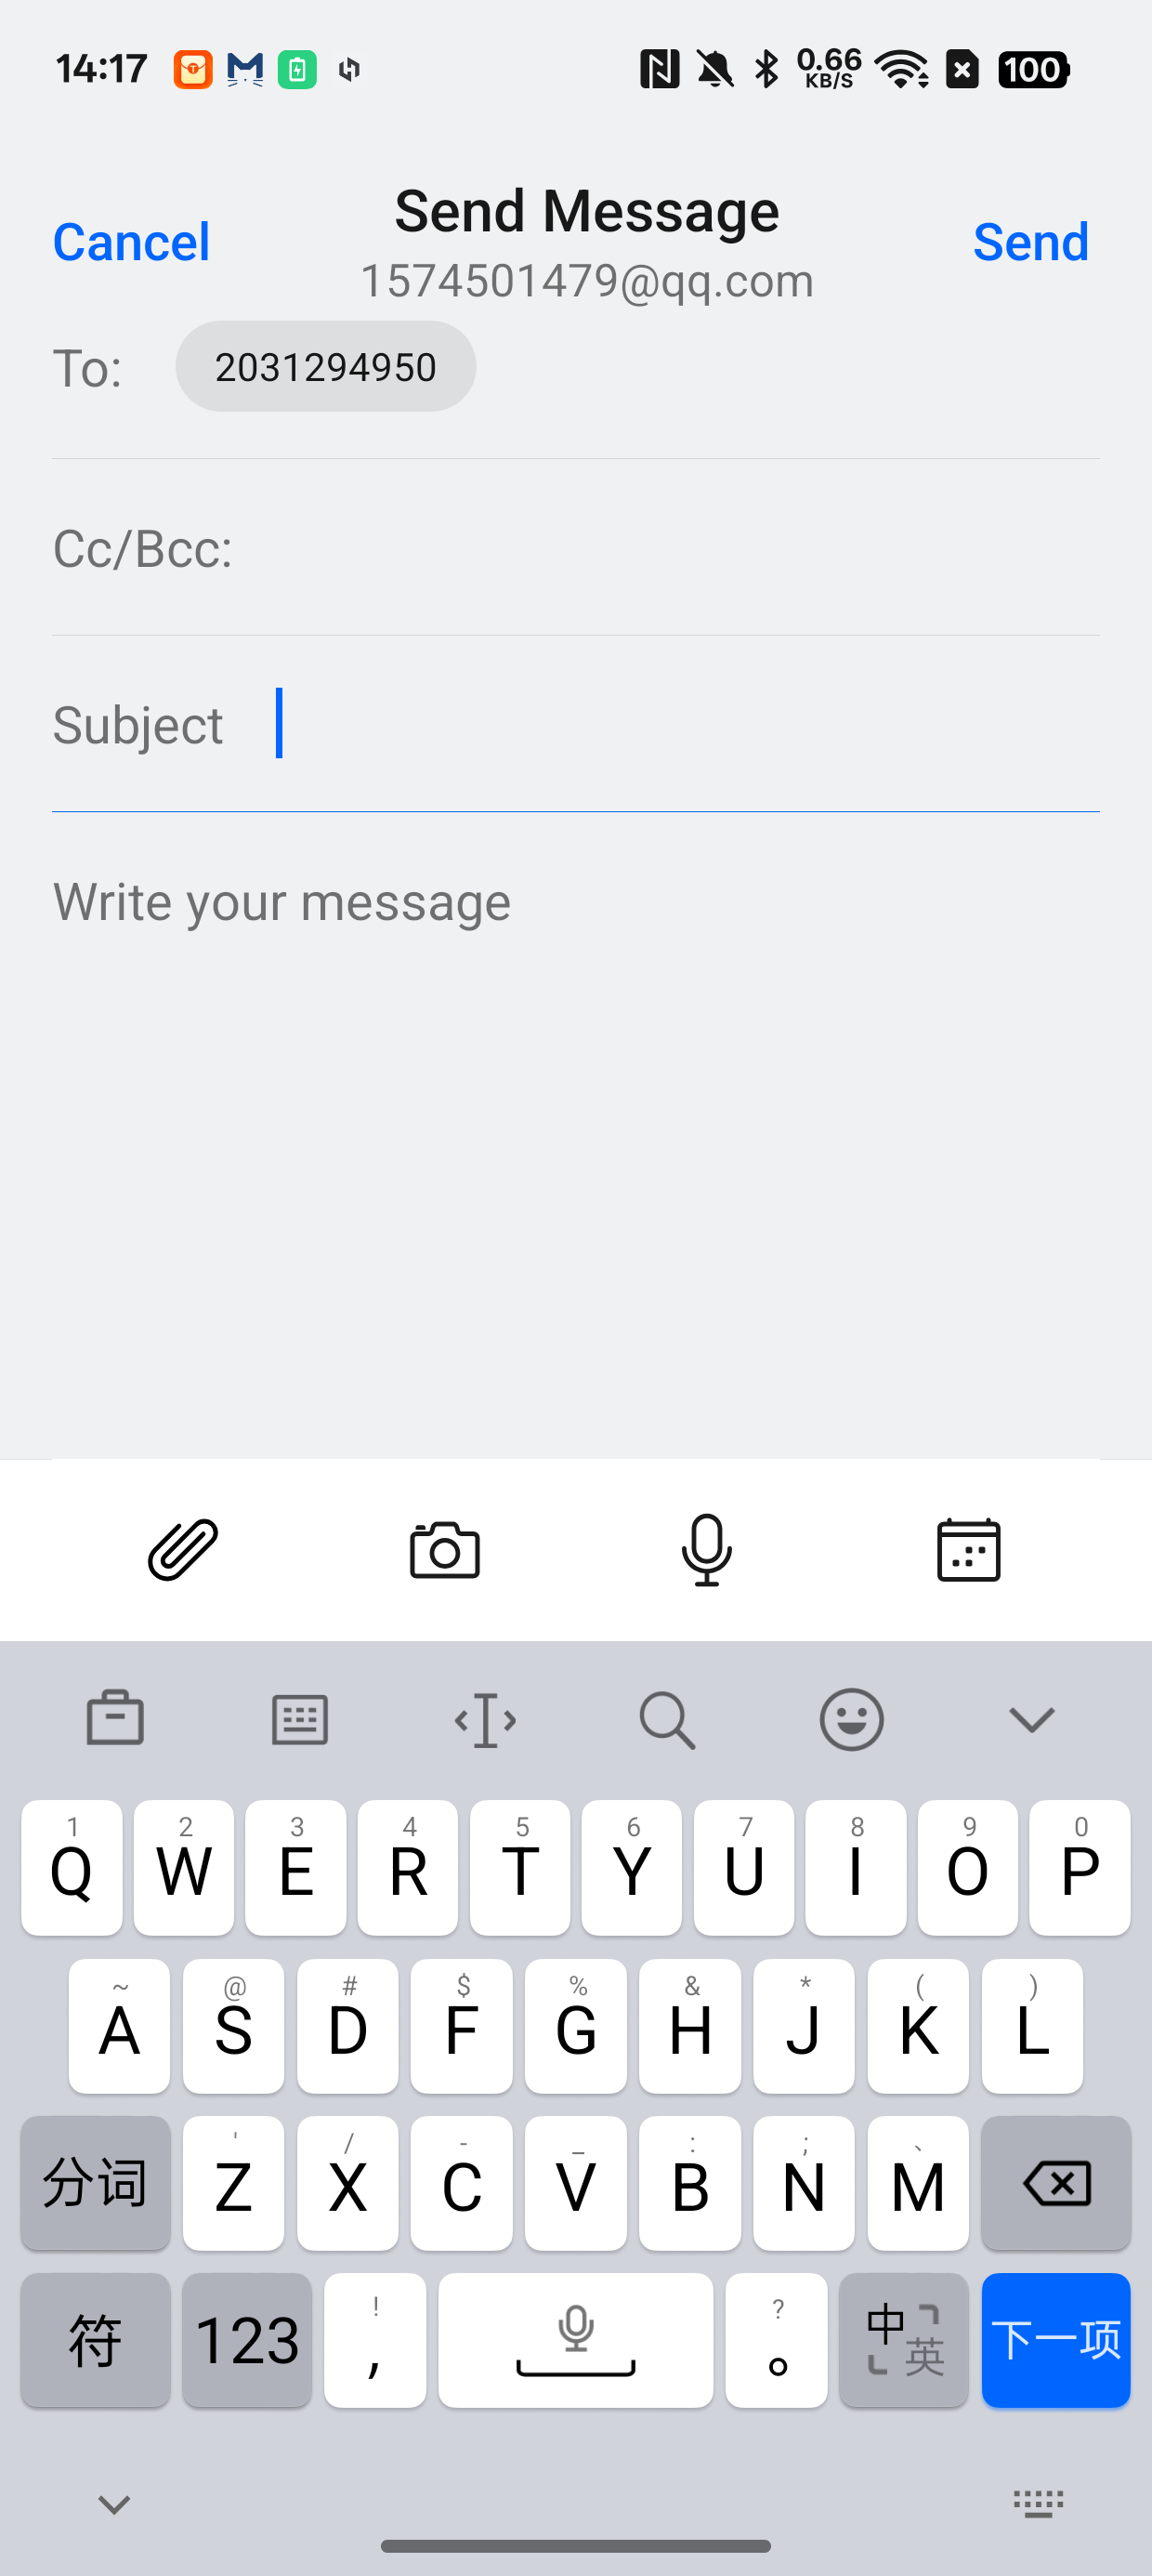 14:17
0.66
KB/S
100
Cancel
Send Message
Send
1574501479@qq.com
To:
2031294950
Cc/Bcc:
Subject
Write your message
1 2 3 4 5 6 7 8 9 0
Q W E R T Y U I O P
~ @ # $ % & * ( )
A S D F G H J K L
' / - _ : ; 、
分词 Z X C V B N M
! ?
符 123 , 。 中 英 下一项